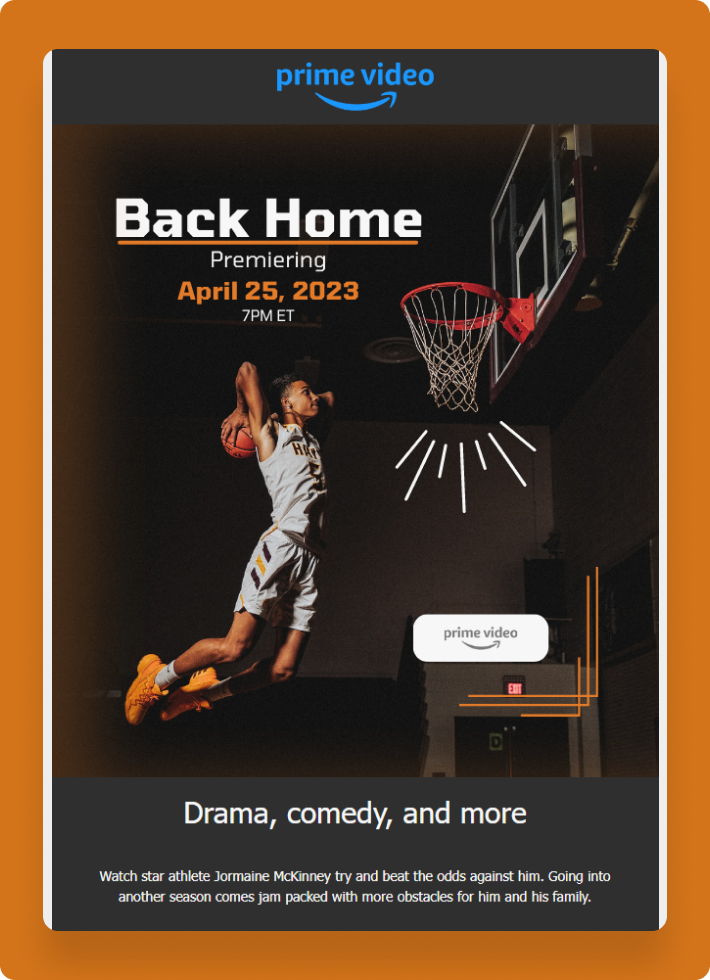 prime video
Back Home
Premiering
April 25, 2023
7PM ET
prime video
EXIT
Drama, comedy, and more
Watch star athlete Jormaine McKinney try and beat the odds against him. Going into
another season comes jam packed with more obstacles for him and his family.